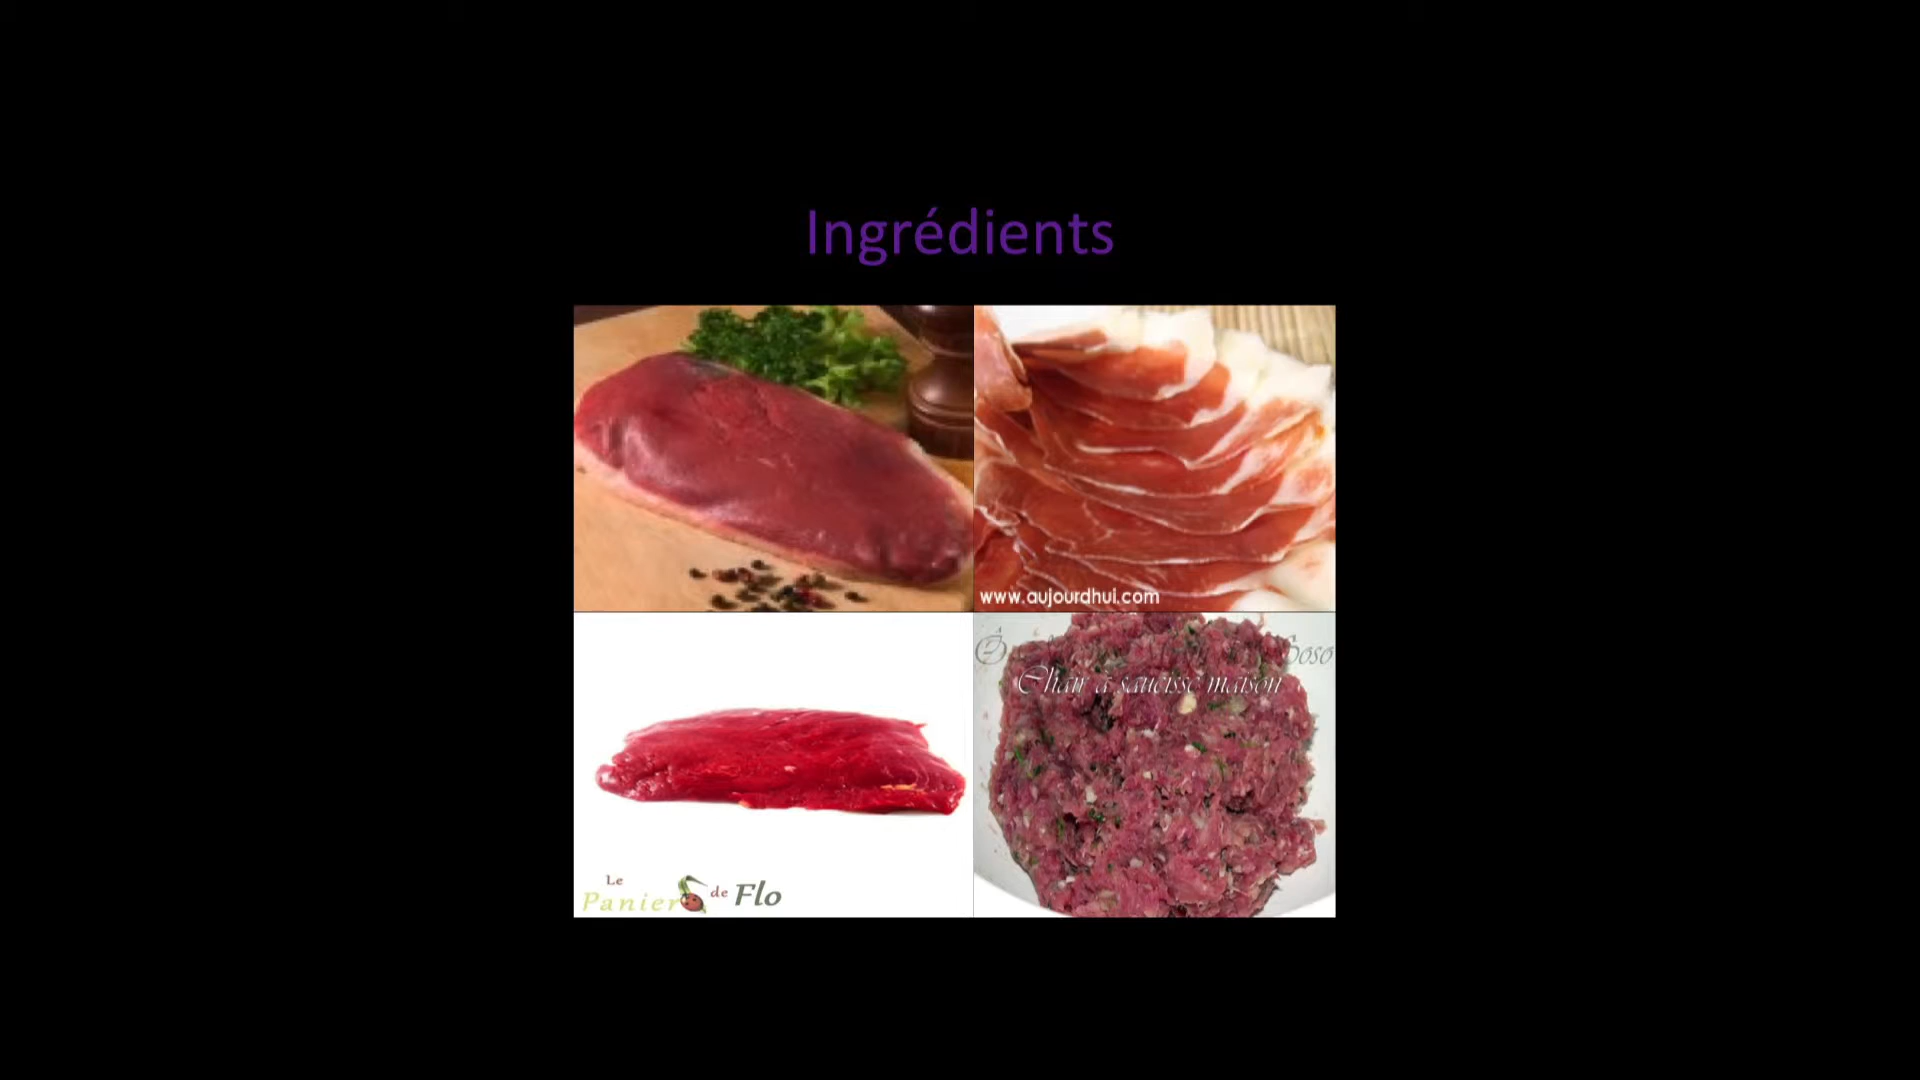 Ingrédients
www.aujourdhui.com
Chair à saucisse maison
Le
Panier de Flo